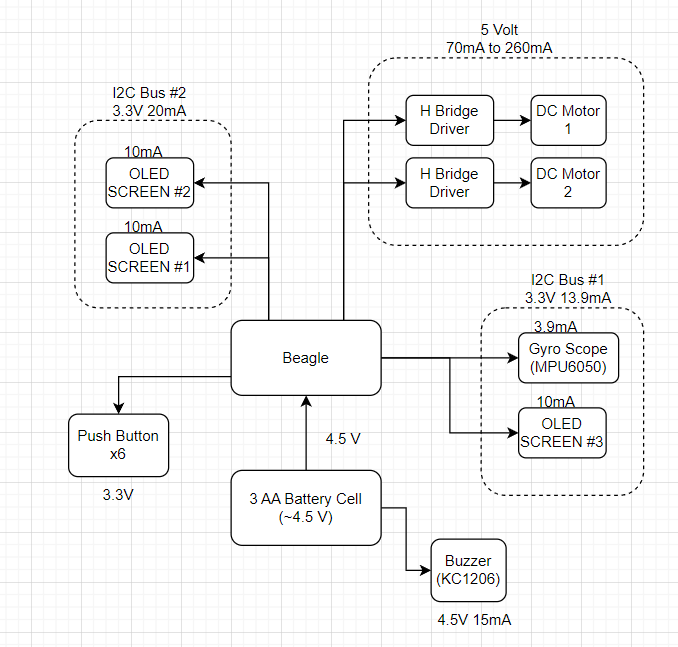 5 Volt
70mA to 260mA
H Bridge
Driver
DC Motor
1
H Bridge
Driver
DC Motor
2
I2C Bus #2
3.3V 20mA
10mA
OLED
SCREEN #2
10mA
OLED
SCREEN #1
I2C Bus #1
3.3V 13.9mA
3.9mA
Gyro Scope
(MPU6050)
10mA
OLED
SCREEN #3
Beagle
Push Button
x6
3.3V
4.5 V
3 AA Battery Cell
(~4.5 V)
Buzzer
(KC1206)
4.5V 15mA